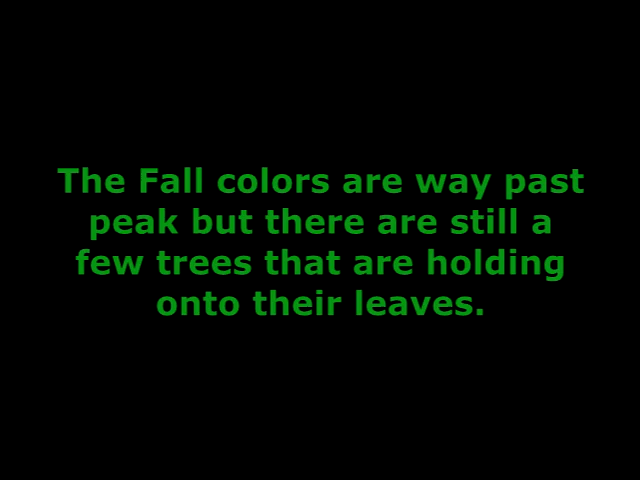 The Fall colors are way past
peak but there are still a
few trees that are holding
onto their leaves.